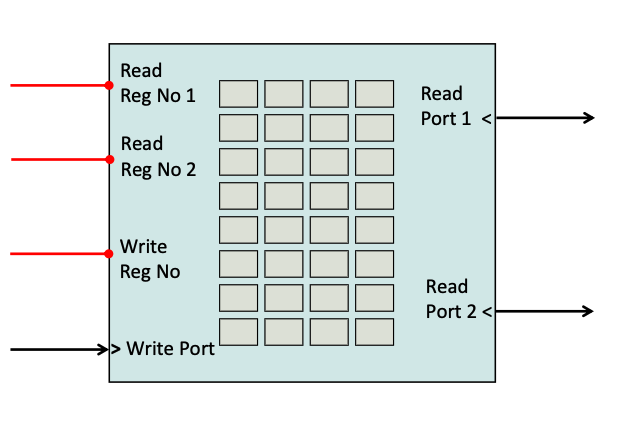 Read
Reg No 1
Read
Reg No 2
Write
Reg No
> Write Port
Read
Port 1 <
Read
Port 2 <